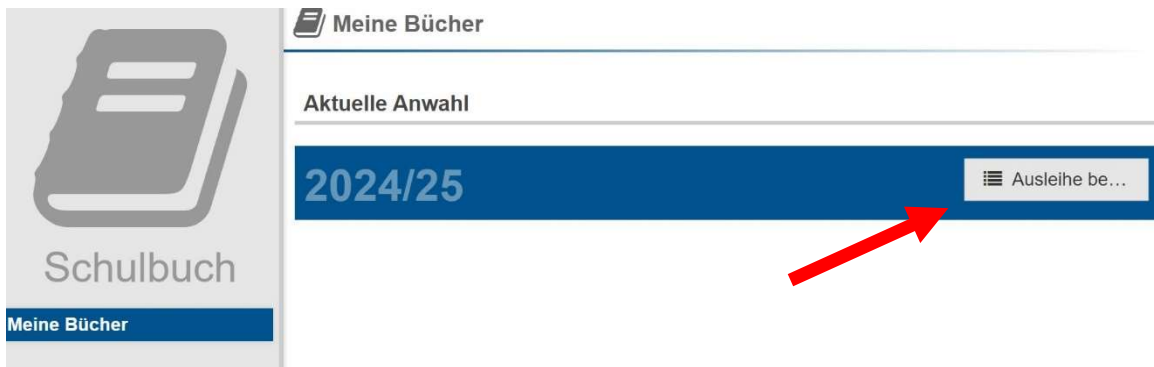 Meine Bücher
Aktuelle Anwahl
2024/25
Ausleihe be...
Schulbuch
Meine Bücher